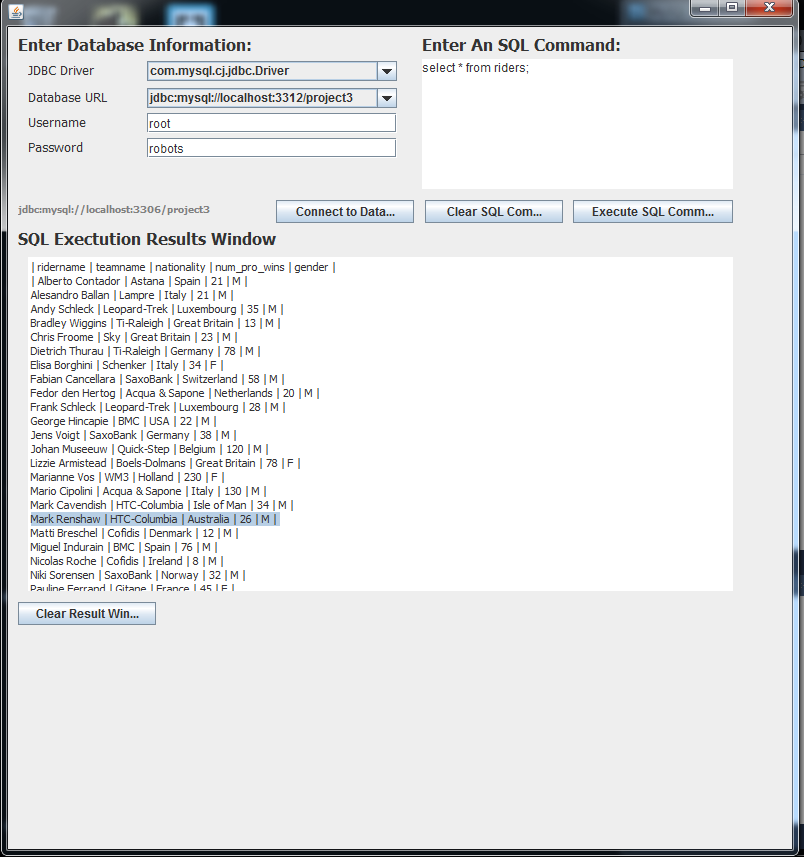 Enter Database Information:
Enter An SQL Command:
JDBC Driver
com.mysql.cj.jdbc.Driver
select * from riders;
Database URL
jdbc:mysql://localhost:3312/project3
Username
root
Password
robots
jdbc:mysql://localhost:3306/project3
Connect to Data...
Clear SQL Com...
Execute SQL Comm...
SQL Exectution Results Window
| ridername | teamname | nationality | num_pro_wins | gender |
| Alberto Contador | Astana | Spain | 21 | M |
Alesandro Ballan | Lampre | Italy | 21 | M |
Andy Schleck | Leopard-Trek | Luxembourg | 35 | M |
Bradley Wiggins | Ti-Raleigh | Great Britain | 13 | M |
Chris Froome | Sky | Great Britain | 23 | M |
Dietrich Thurau | Ti-Raleigh | Germany | 78 | M |
Elisa Borghini | Schenker | Italy | 34 | F |
Fabian Cancellara | SaxoBank | Switzerland | 58 | M |
Fedor den Hertog | Acqua & Sapone | Netherlands | 20 | M |
Frank Schleck | Leopard-Trek | Luxembourg | 28 | M |
George Hincapie | BMC | USA | 22 | M |
Jens Voigt | SaxoBank | Germany | 38 | M |
Johan Museeuw | Quick-Step | Belgium | 120 | M |
Lizzie Armistead | Boels-Dolmans | Great Britain | 78 | F |
Marianne Vos | WM3 | Holland | 230 | F |
Mario Cipolini | Acqua & Sapone | Italy | 130 | M |
Mark Cavendish | HTC-Columbia | Isle of Man | 34 | M |
Mark Renshaw | HTC-Columbia | Australia | 26 | M |
Matti Breschel | Cofidis | Denmark | 12 | M |
Miguel Indurain | BMC | Spain | 76 | M |
Nicolas Roche | Cofidis | Ireland | 8 | M |
Niki Sorensen | SaxoBank | Norway | 32 | M |
Pauline Ferrand | Gitane | France | 45 | F |
Clear Result Win...